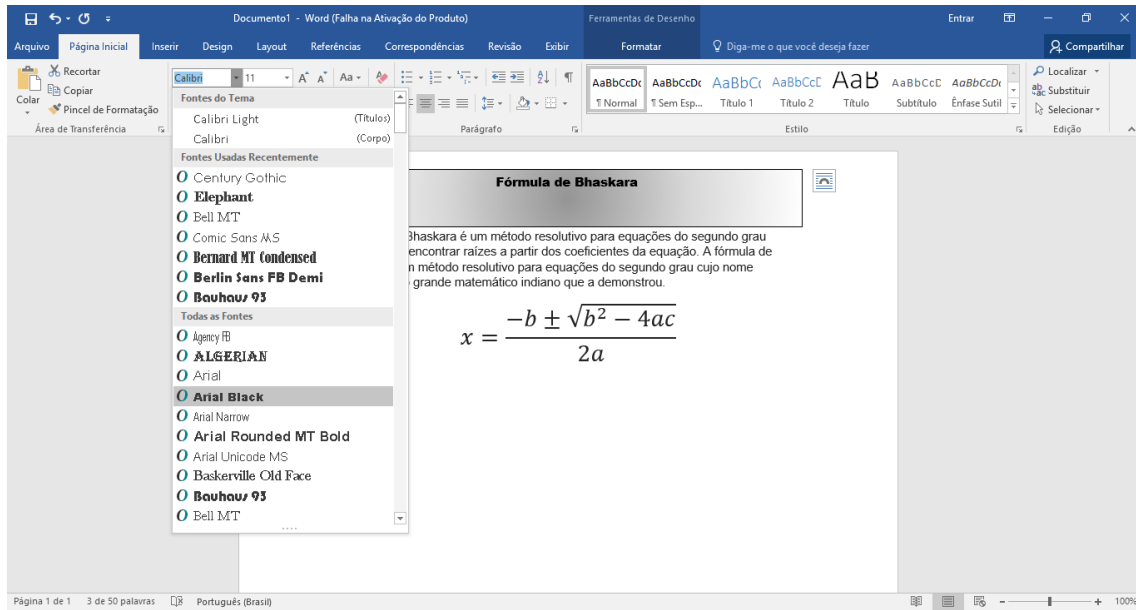 Documento1 - Word (Falha na Ativação do Produto)
Ferramentas de Desenho
Entrar
Arquivo Página Inicial Inserir Design Layout Referências Correspondências Revisão Exibir Formatar Diga-me o que você deseja fazer Compartilhar
Colar
Recortar
Copiar
Pincel de Formatação
Área de Transferência
Calibri 11
Parágrafo
AaBbCcDc AaBbCcDc AaBbCc AaBbCcC AaB AaBbCcC AaBbCcDc
¶ Normal ¶ Sem Esp... Título 1 Título 2 Título Subtítulo Ênfase Sutil
Estilo
Localizar
Substituir
Selecionar
Edição
Fontes do Tema
Calibri Light (Títulos)
Calibri (Corpo)
Fontes Usadas Recentemente
Century Gothic
Elephant
Bell MT
Comic Sans MS
Bernard MT Condensed
Berlin Sans FB Demi
Bauhaus 93
Todas as Fontes
Agency FB
ALGERIAN
Arial
Arial Black
Arial Narrow
Arial Rounded MT Bold
Arial Unicode MS
Baskerville Old Face
Bauhaus 93
Bell MT
Fórmula de Bhaskara
Bhaskara é um método resolutivo para equações do segundo grau
encontrar raízes a partir dos coeficientes da equação. A fórmula de
método resolutivo para equações do segundo grau cujo nome
grande matemático indiano que a demonstrou.
x = (−b ± √(b² − 4ac)) / 2a
Página 1 de 1 3 de 50 palavras Português (Brasil) 100%